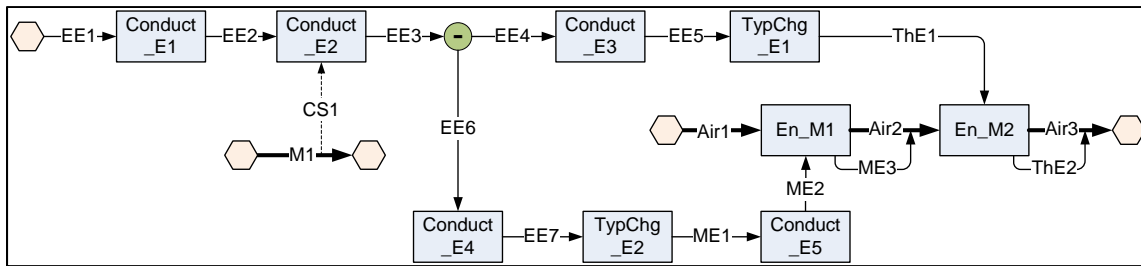 EE1
Conduct
_E1
EE2
Conduct
_E2
EE3
-
EE4
Conduct
_E3
EE5
TypChg
_E1
ThE1
CS1
M1
EE6
Air1
En_M1
Air2
ME3
En_M2
Air3
ThE2
ME2
Conduct
_E4
EE7
TypChg
_E2
ME1
Conduct
_E5